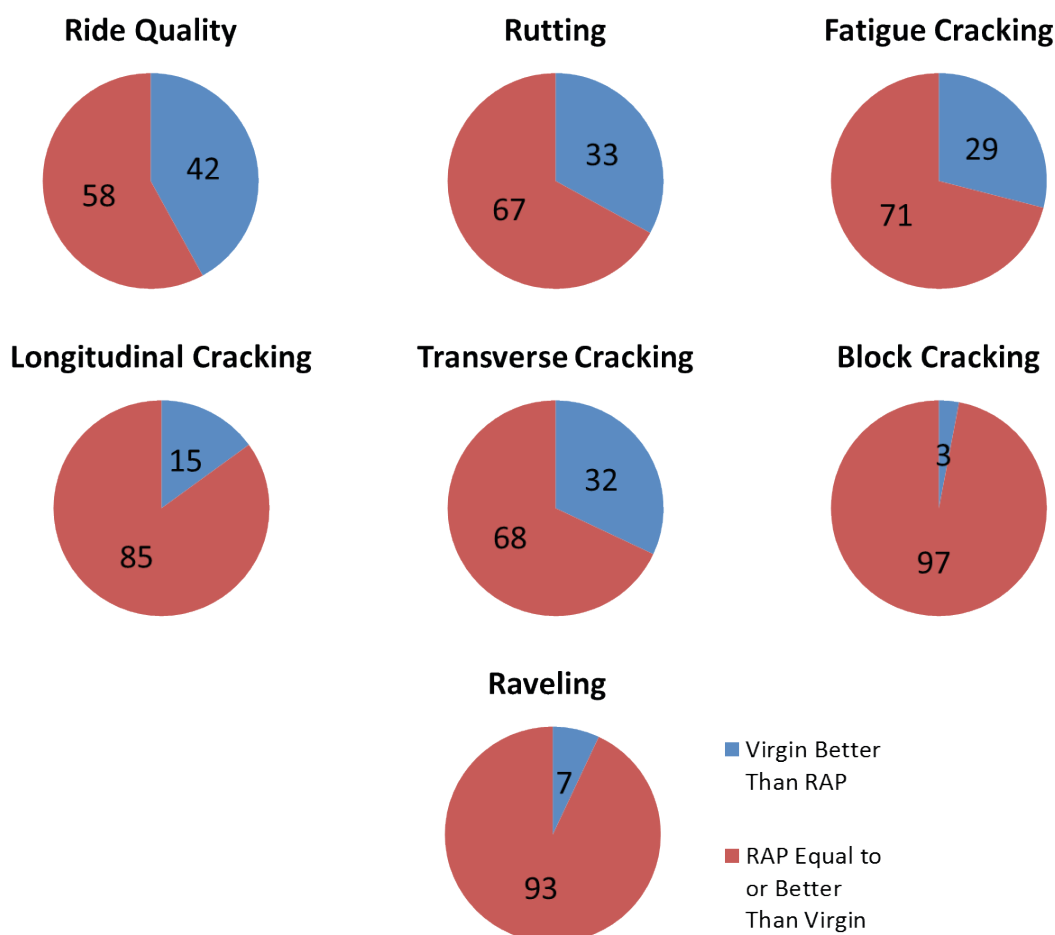 Ride Quality
Rutting
Fatigue Cracking
42
58
33
67
29
71
Longitudinal Cracking
Transverse Cracking
Block Cracking
15
85
32
68
3
97
Raveling
7
93
Virgin Better
Than RAP
RAP Equal to
or Better
Than Virgin